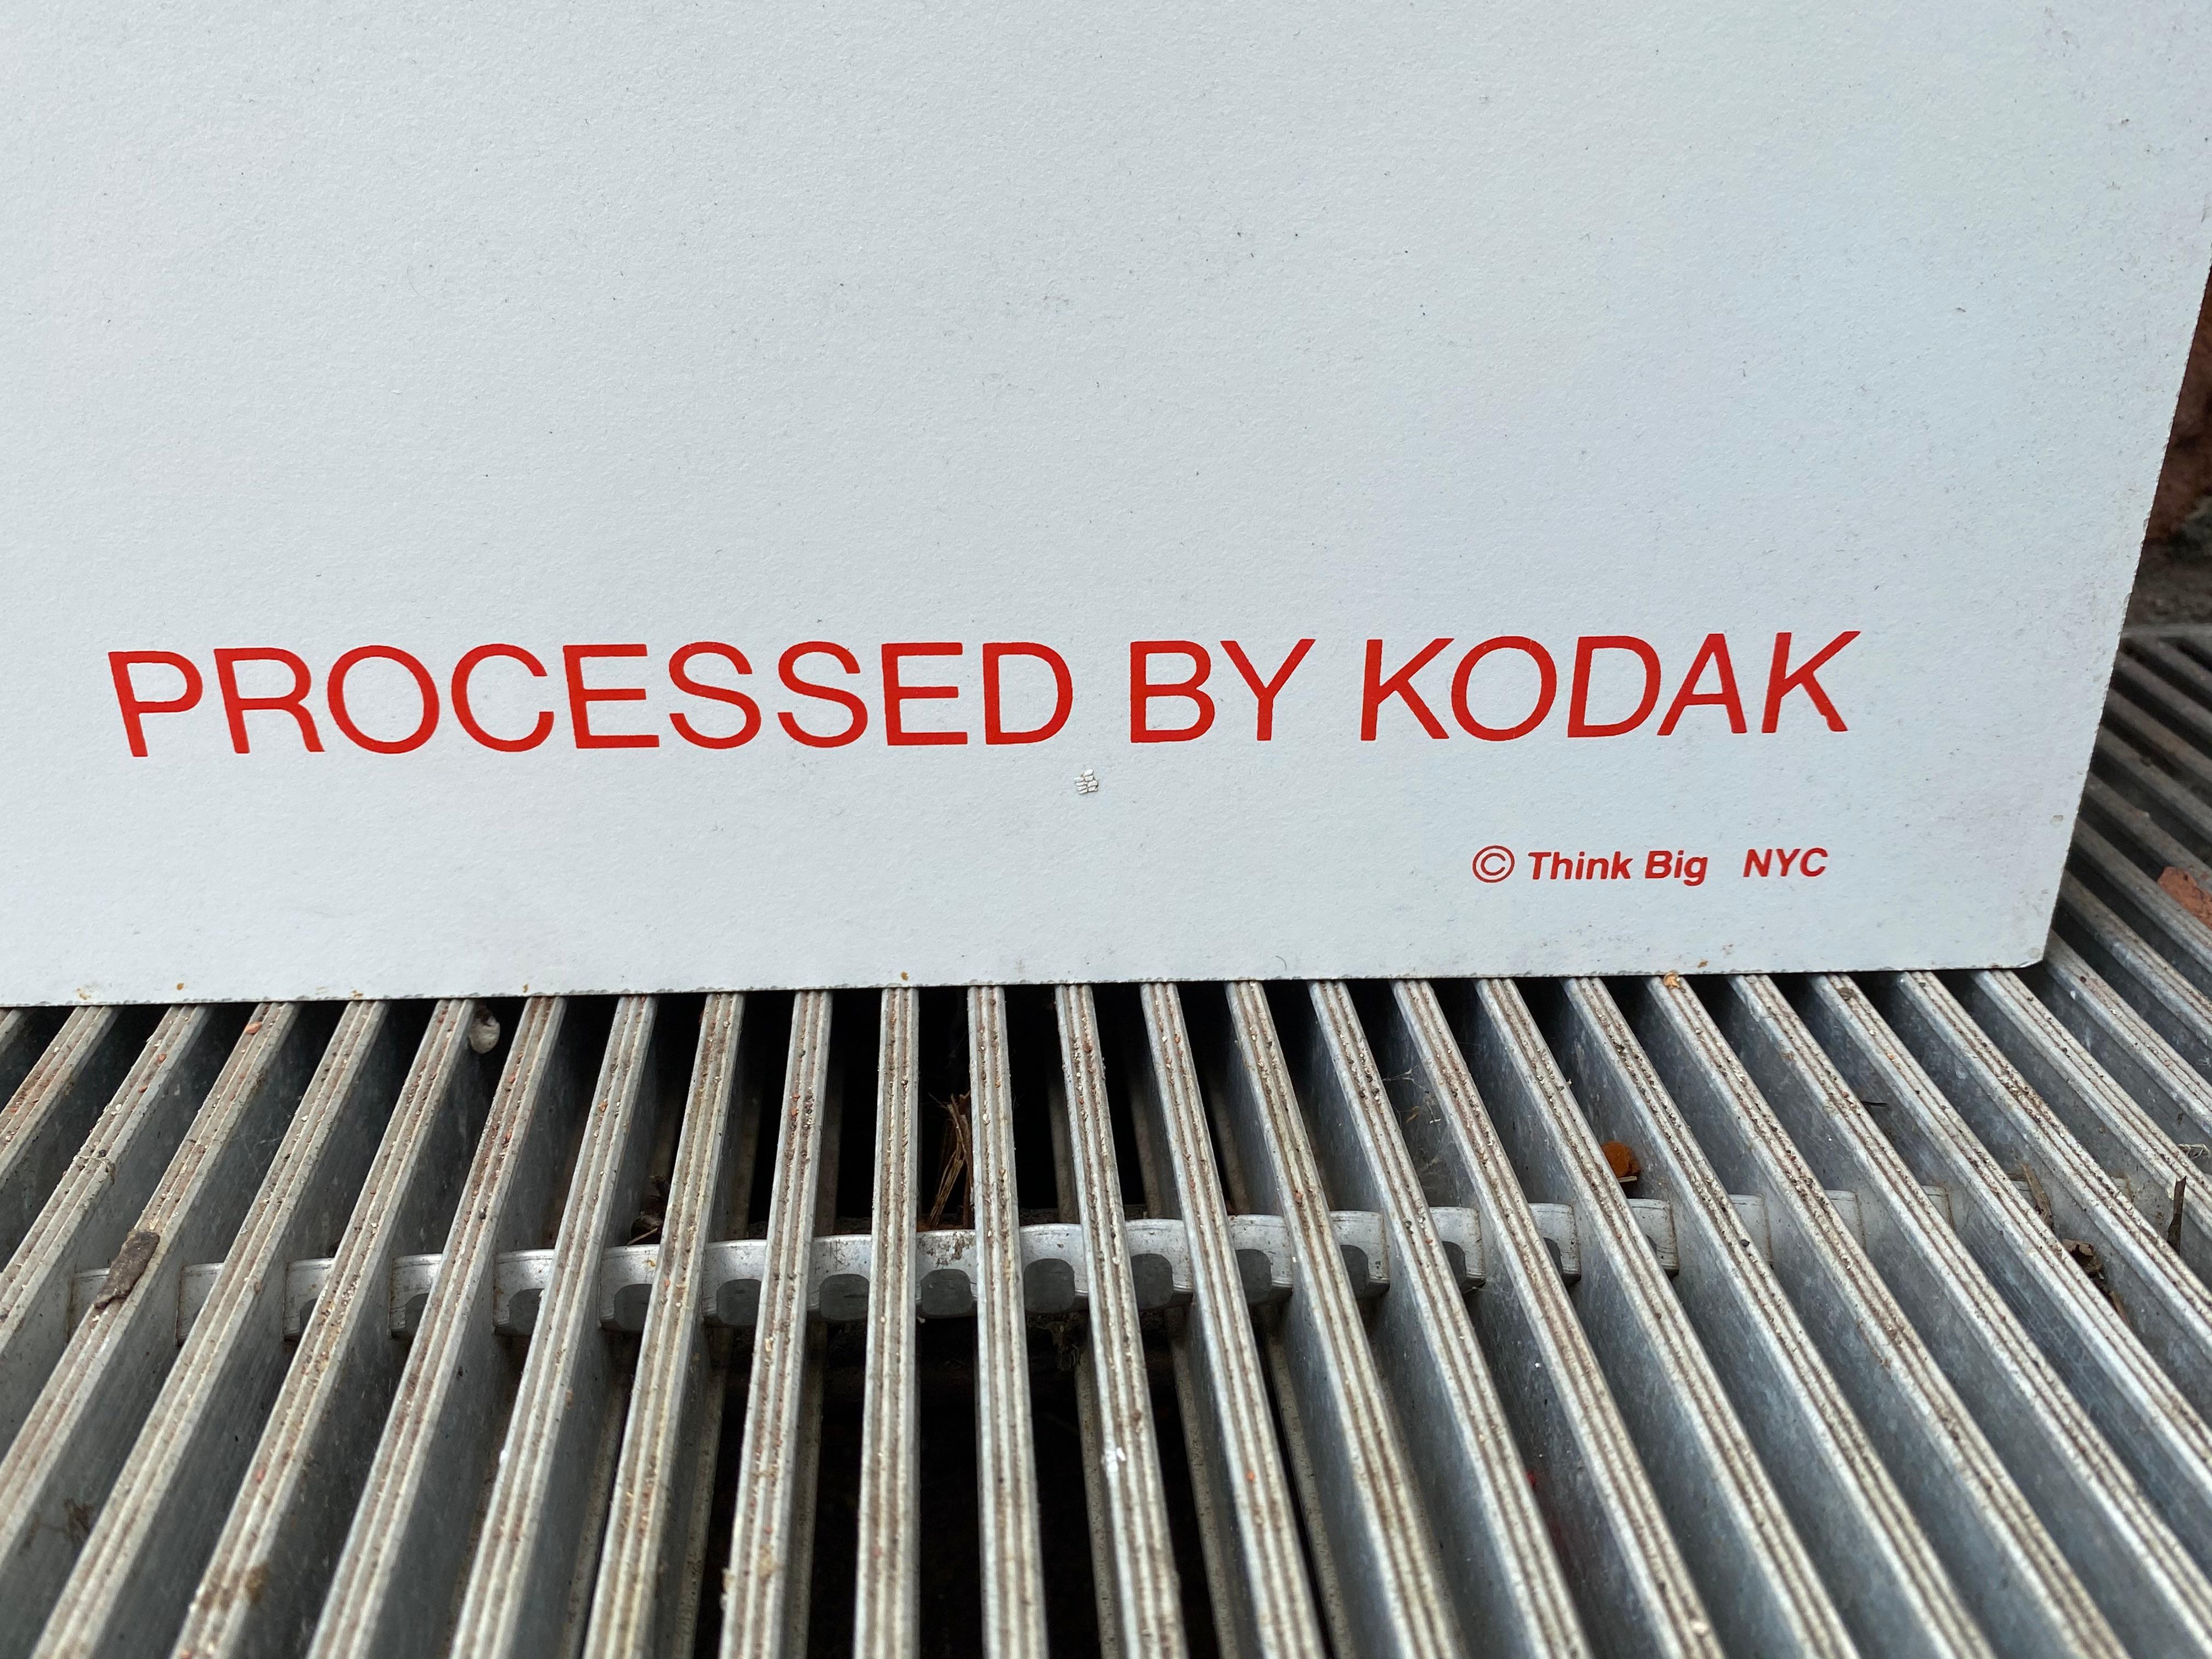 PROCESSED BY KODAK
© Think Big NYC